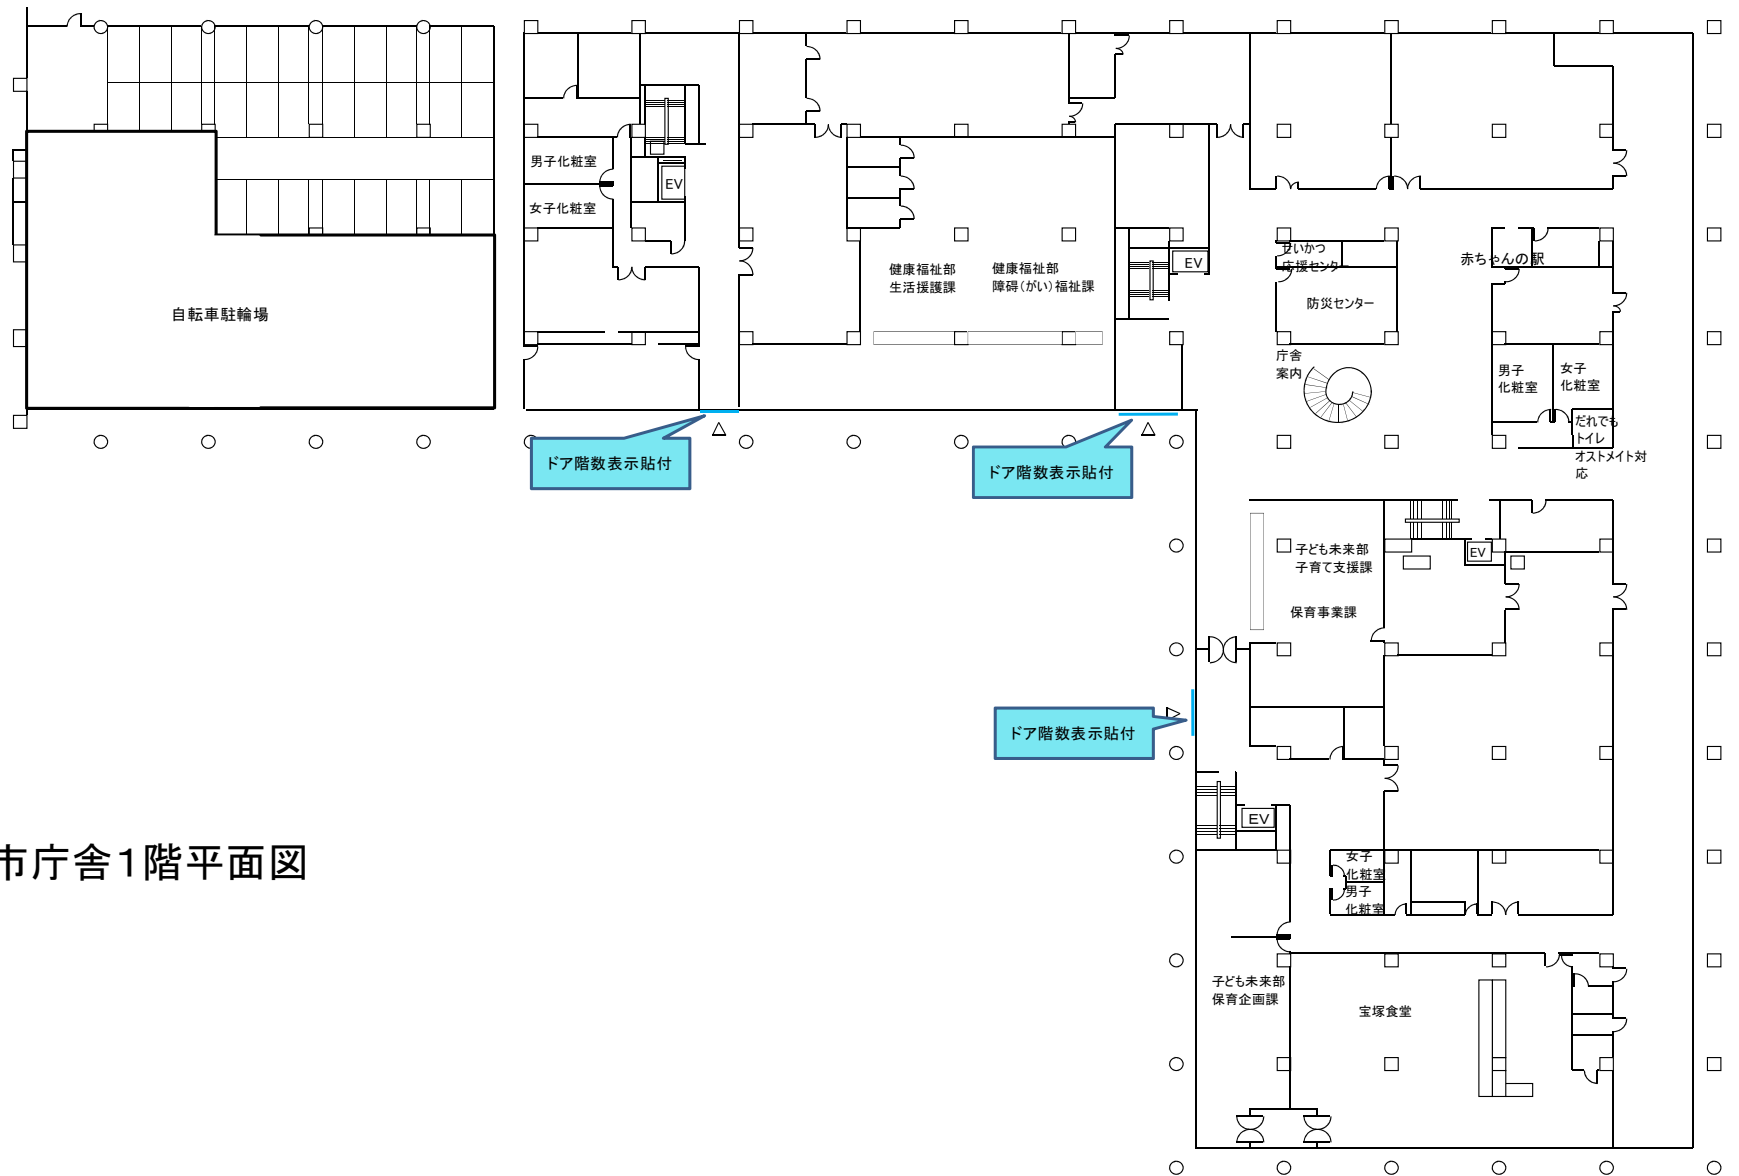 男子化粧室
EV
女子化粧室
自転車駐輪場
健康福祉部
生活援護課
健康福祉部
障碍(がい)福祉課
EV
せいかつ
応援センター
防災センター
赤ちゃんの駅
庁舎
案内
男子
化粧室
女子
化粧室
だれでも
トイレ
オストメイト対
応
ドア階数表示貼付
ドア階数表示貼付
子ども未来部
子育て支援課
保育事業課
EV
ドア階数表示貼付
EV
市庁舎1階平面図
女子
化粧室
男子
化粧室
子ども未来部
保育企画課
宝塚食堂